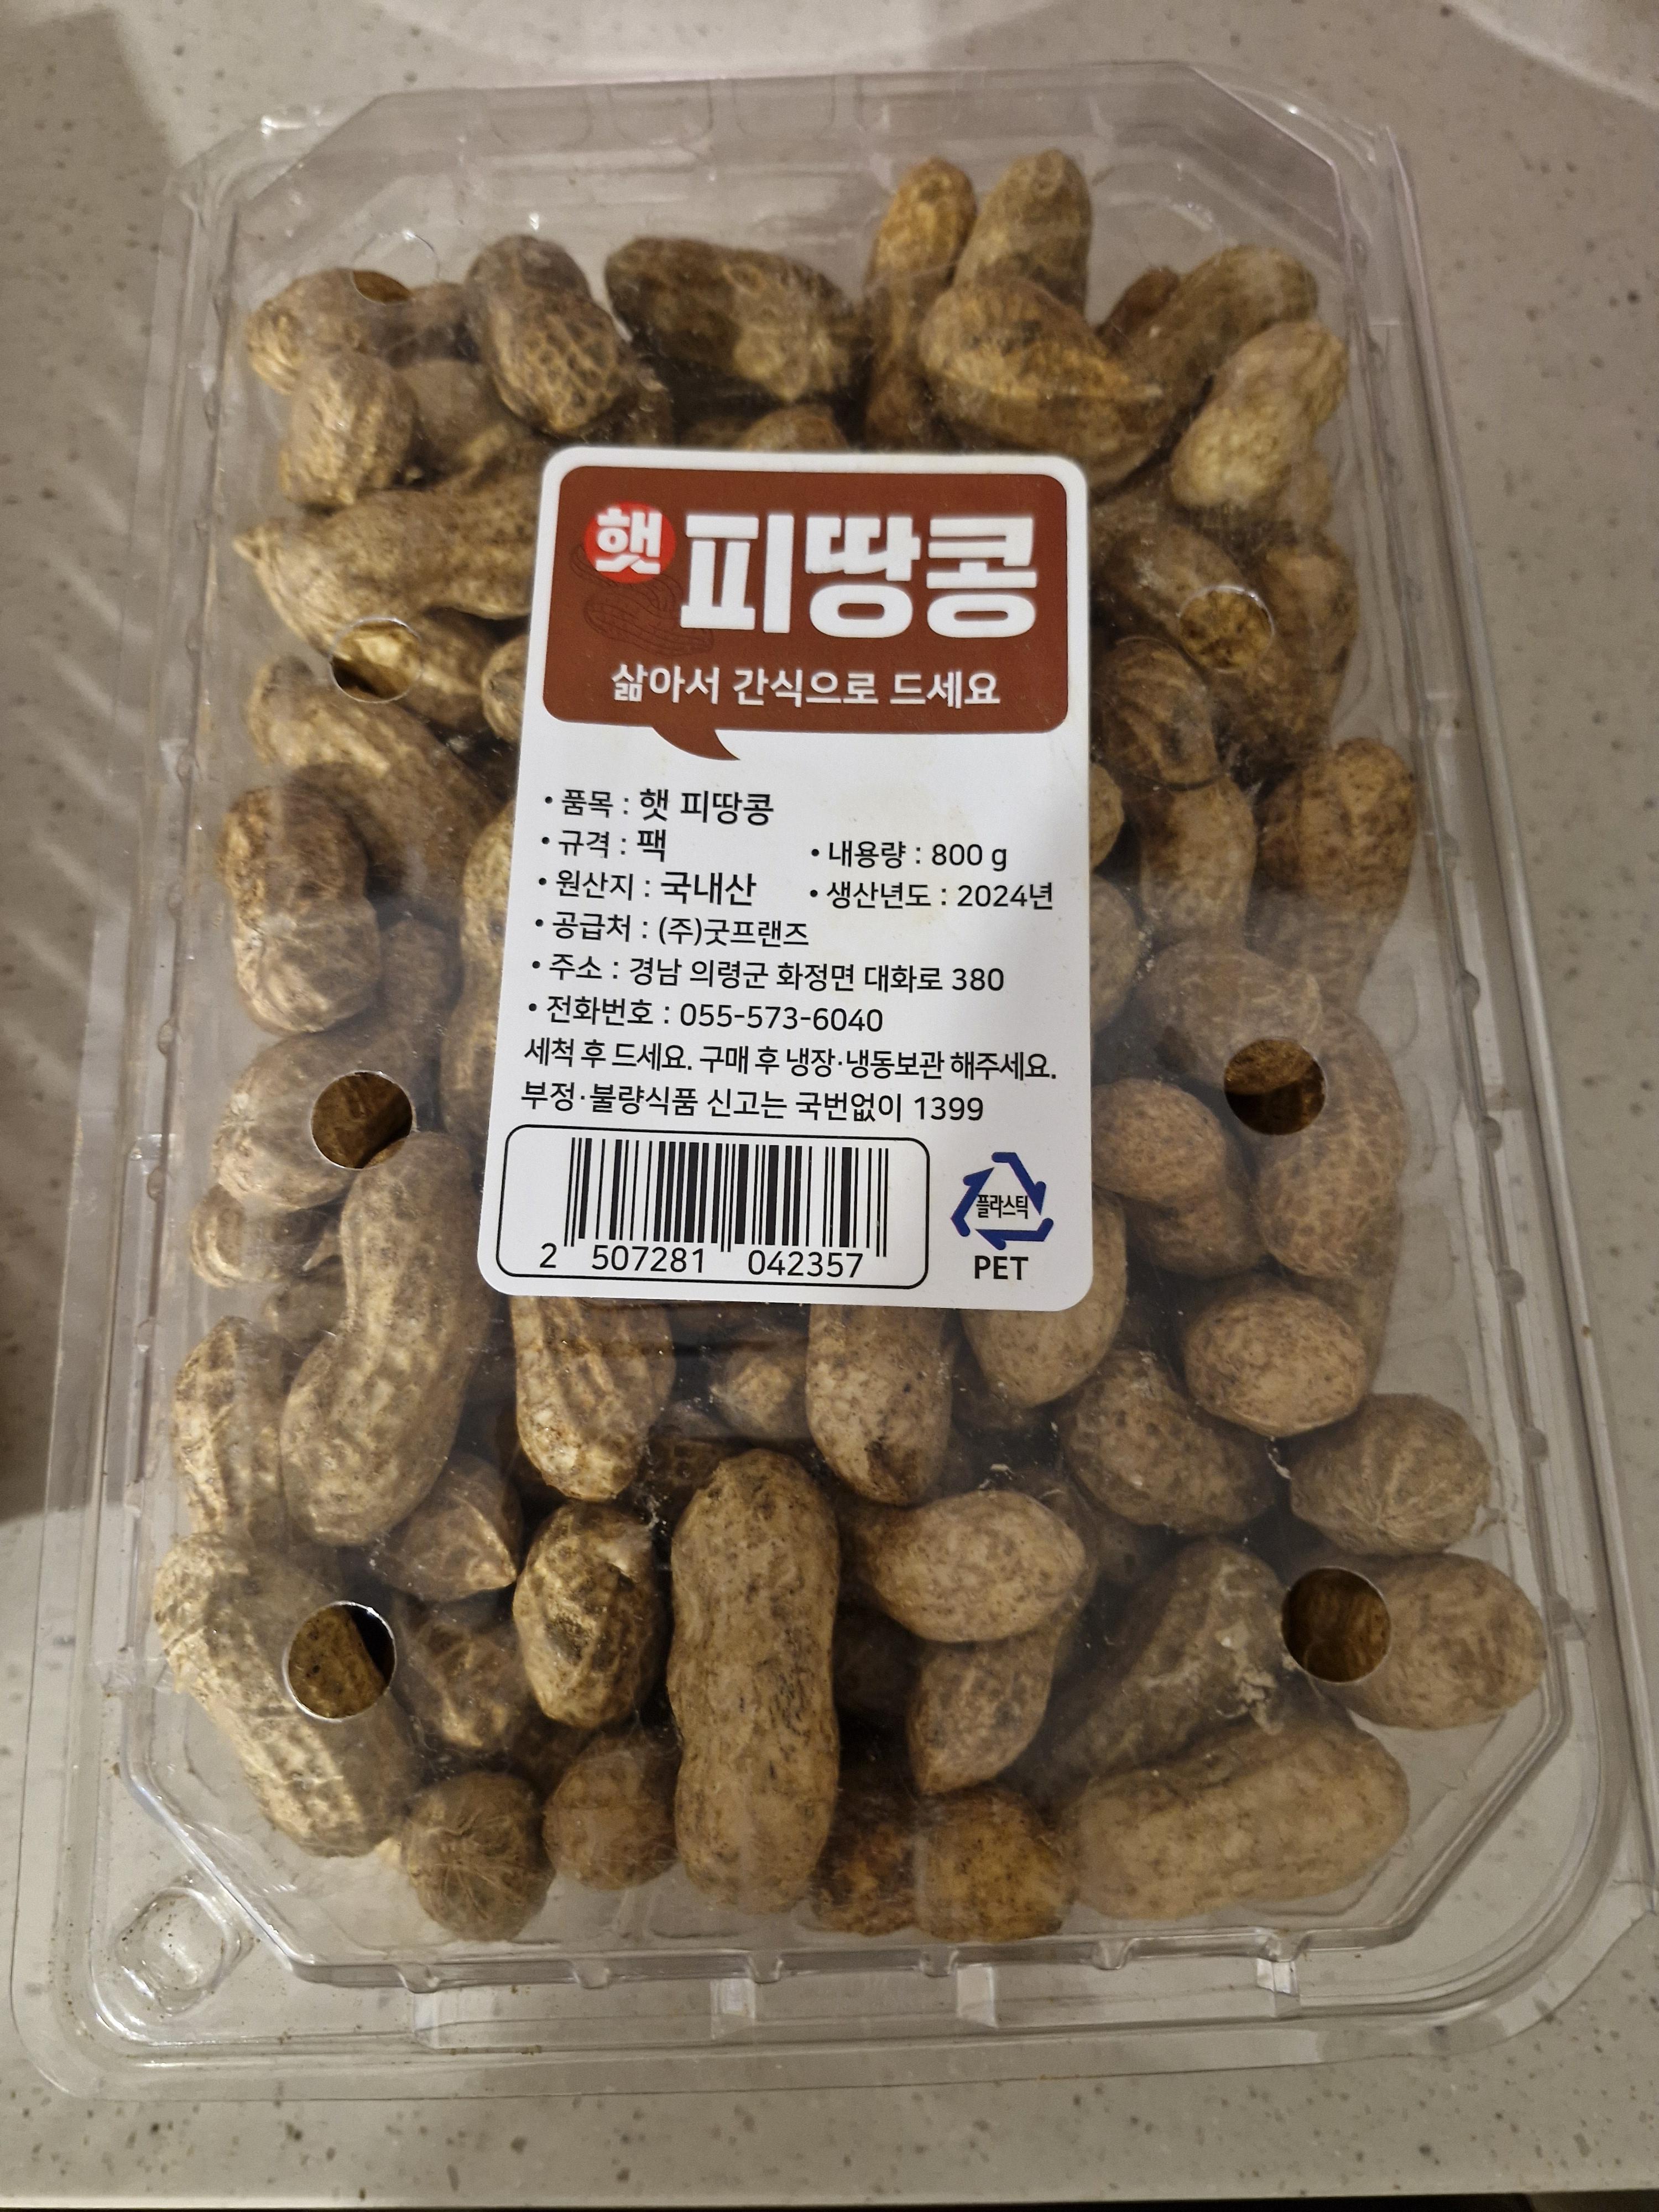 햇 피땅콩
삶아서 간식으로 드세요
• 품목 : 햇 피땅콩
• 규격 : 팩 • 내용량 : 800 g
• 원산지 : 국내산 • 생산년도 : 2024년
• 공급처 : (주)굿프랜즈
• 주소 : 경남 의령군 화정면 대화로 380
• 전화번호 : 055-573-6040
세척 후 드세요. 구매 후 냉장·냉동보관 해주세요.
부정·불량식품 신고는 국번없이 1399
2 507281 042357
플라스틱
PET